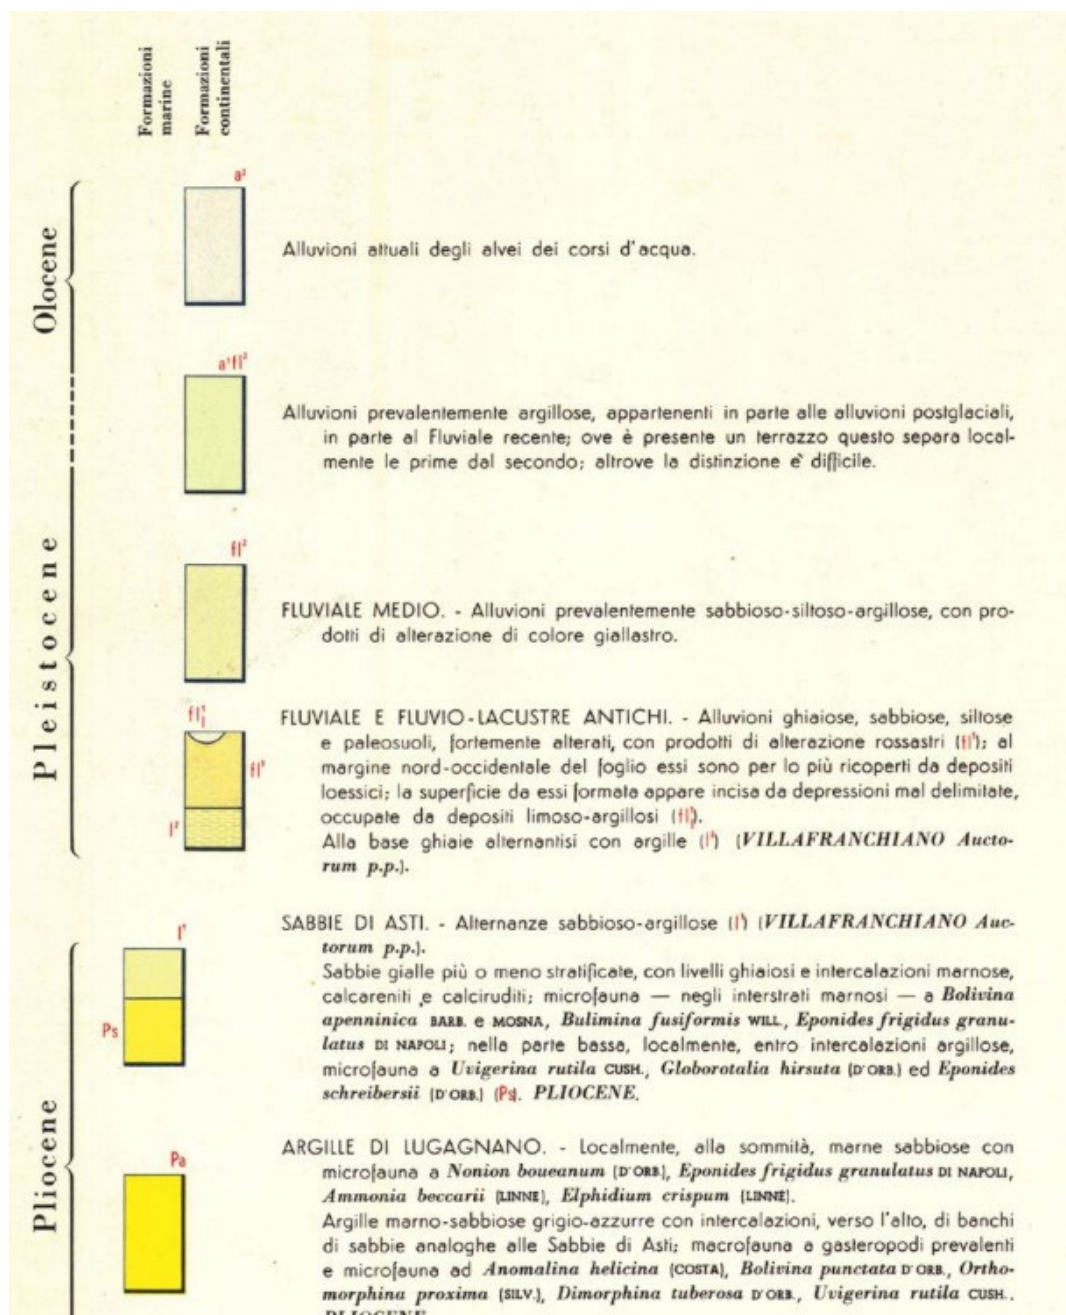 Formazioni
marine
Formazioni
continentali
Olocene
a²
Alluvioni attuali degli alvei dei corsi d'acqua.
a¹fl³
Alluvioni prevalentemente argillose, appartenenti in parte alle alluvioni postglaciali,
in parte al Fluviale recente; ove è presente un terrazzo questo separa local-
mente le prime dal secondo; altrove la distinzione è difficile.
Pleistocene
fl²
FLUVIALE MEDIO. - Alluvioni prevalentemente sabbioso-siltoso-argillose, con pro-
dotti di alterazione di colore giallastro.
fl¹₁
fl¹
l²
FLUVIALE E FLUVIO-LACUSTRE ANTICHI. - Alluvioni ghiaiose, sabbiose, siltose
e paleosuoli, fortemente alterati, con prodotti di alterazione rossastri (fl¹); al
margine nord-occidentale del foglio essi sono per lo più ricoperti da depositi
loessici; la superficie da essi formata appare incisa da depressioni mal delimitate,
occupate da depositi limoso-argillosi (fl¹₁).
Alla base ghiaie alternantisi con argille (l²) (VILLAFRANCHIANO Aucto-
rum p.p.).
Pliocene
l¹
Ps
SABBIE DI ASTI. - Alternanze sabbioso-argillose (l¹) (VILLAFRANCHIANO Auc-
torum p.p.).
Sabbie gialle più o meno stratificate, con livelli ghiaiosi e intercalazioni marnose,
calcareniti e calciruditi; microfauna — negli interstrati marnosi — a Bolivina
apenninica BARB. e MOSNA, Bulimina fusiformis WILL., Eponides frigidus granu-
latus DI NAPOLI; nella parte bassa, localmente, entro intercalazioni argillose,
microfauna a Uvigerina rutila CUSH., Globorotalia hirsuta (D'ORB.) ed Eponides
schreibersii (D'ORB.) (Ps). PLIOCENE.
Pa
ARGILLE DI LUGAGNANO. - Localmente, alla sommità, marne sabbiose con
microfauna a Nonion boueanum (D'ORB.), Eponides frigidus granulatus DI NAPOLI,
Ammonia beccarii (LINNÈ), Elphidium crispum (LINNÈ).
Argille marno-sabbiose grigio-azzurre con intercalazioni, verso l'alto, di banchi
di sabbie analoghe alle Sabbie di Asti; macrofauna a gasteropodi prevalenti
e microfauna ad Anomalina helicina (COSTA), Bolivina punctata D'ORB., Ortho-
morphina proxima (SILV.), Dimorphina tuberosa D'ORB., Uvigerina rutila CUSH..
PLIOCENE